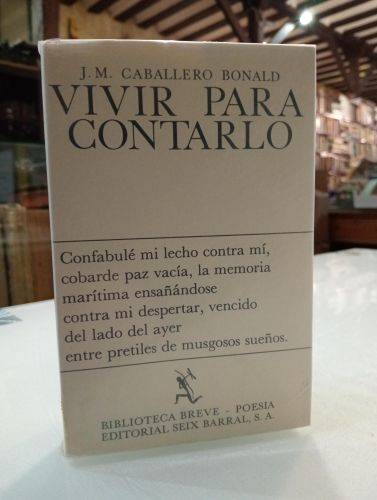 J. M. CABALLERO BONALD
VIVIR PARA
CONTARLO
Confabulé mi lecho contra mí,
cobarde paz vacía, la memoria
marítima ensañándose
contra mi despertar, vencido
del lado del ayer
entre pretiles de musgosos sueños.
BIBLIOTECA BREVE - POESIA
EDITORIAL SEIX BARRAL, S. A.